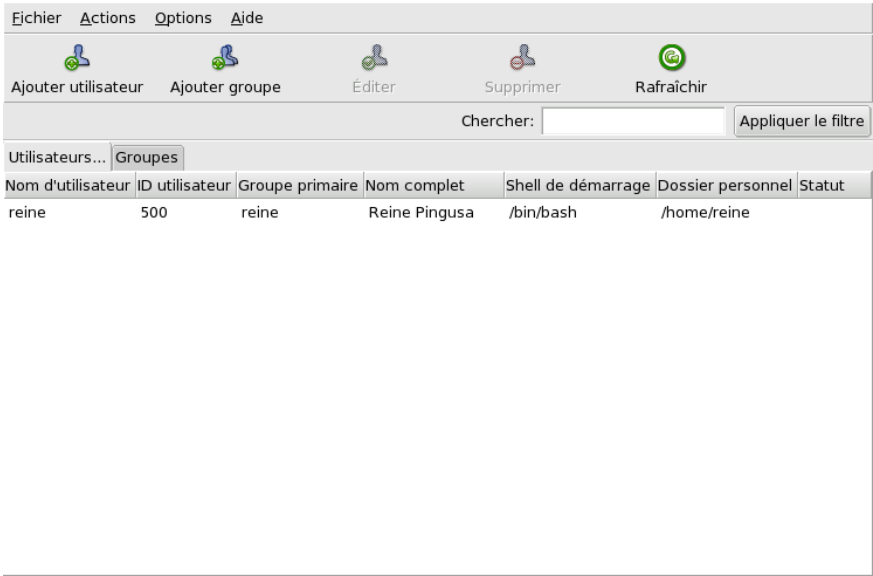 Fichier Actions Options Aide
Ajouter utilisateur Ajouter groupe Éditer Supprimer Rafraîchir
Chercher: Appliquer le filtre
Utilisateurs... Groupes
Nom d'utilisateur ID utilisateur Groupe primaire Nom complet Shell de démarrage Dossier personnel Statut
reine 500 reine Reine Pingusa /bin/bash /home/reine